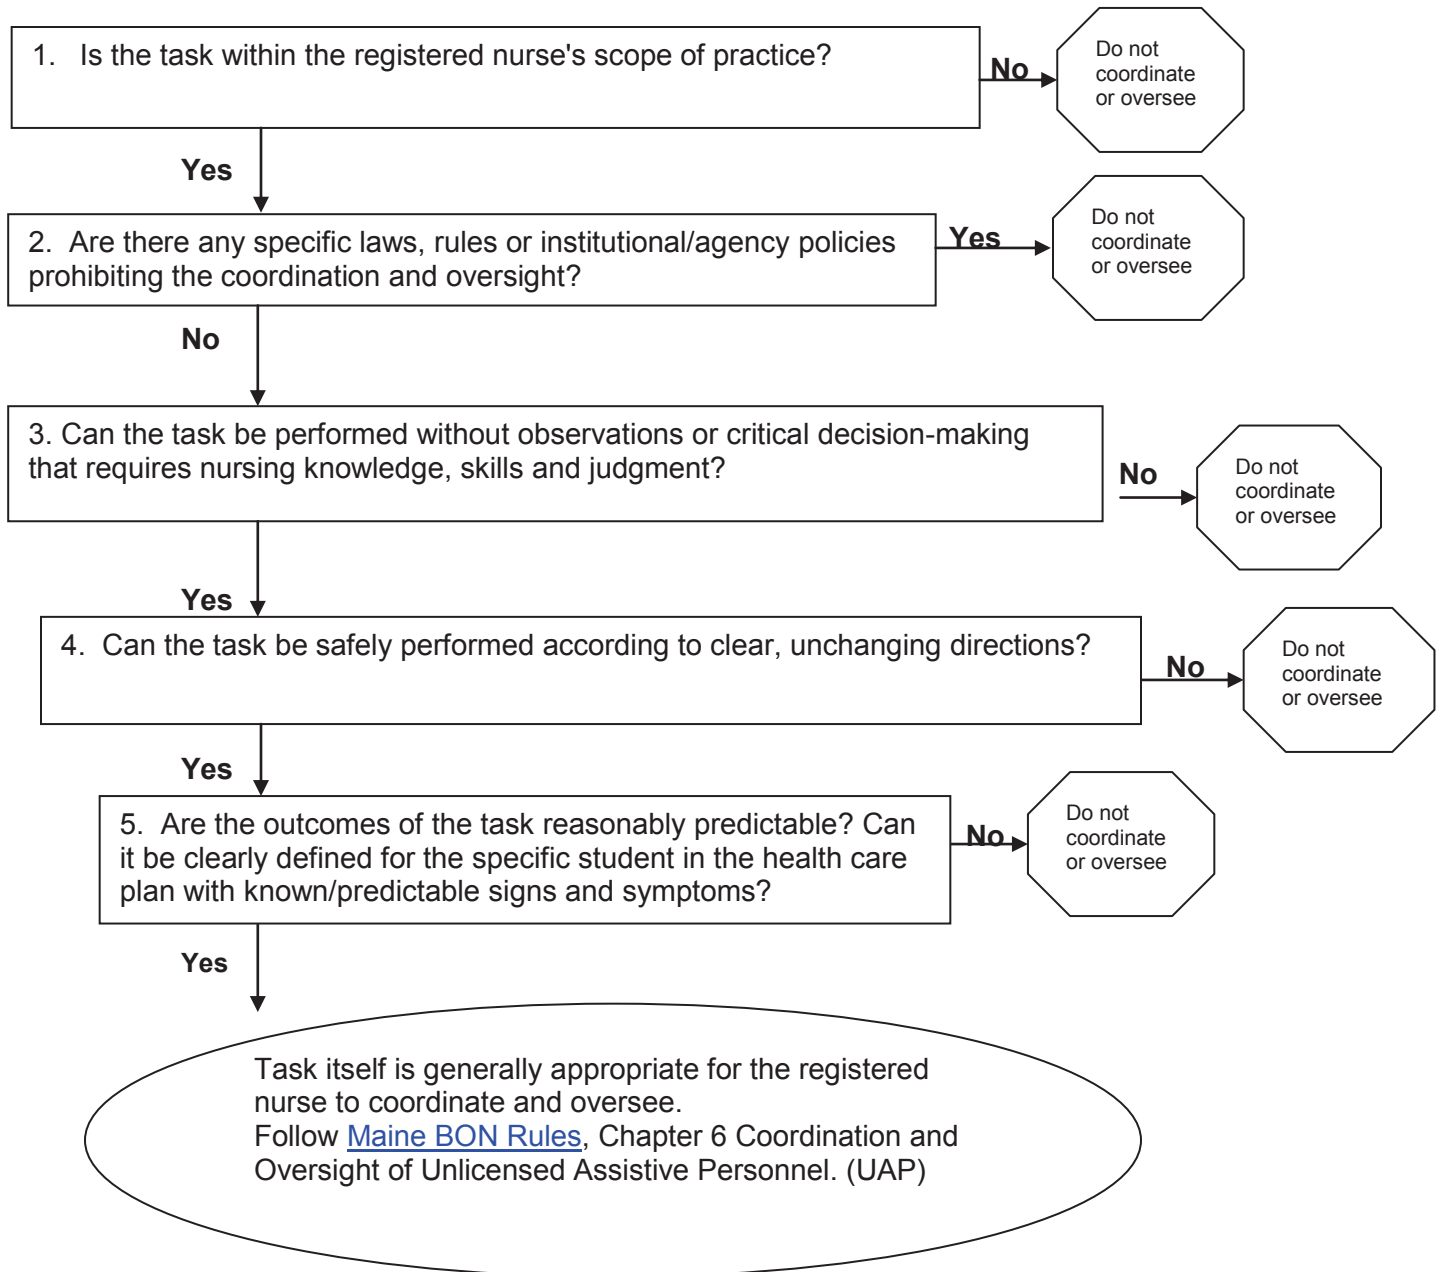 1. Is the task within the registered nurse's scope of practice?
No
Do not
coordinate
or oversee
Yes
2. Are there any specific laws, rules or institutional/agency policies
prohibiting the coordination and oversight?
Yes
Do not
coordinate
or oversee
No
3. Can the task be performed without observations or critical decision-making
that requires nursing knowledge, skills and judgment?
No
Do not
coordinate
or oversee
Yes
4. Can the task be safely performed according to clear, unchanging directions?
No
Do not
coordinate
or oversee
Yes
5. Are the outcomes of the task reasonably predictable? Can
it be clearly defined for the specific student in the health care
plan with known/predictable signs and symptoms?
No
Do not
coordinate
or oversee
Yes
Task itself is generally appropriate for the registered
nurse to coordinate and oversee.
Follow Maine BON Rules, Chapter 6 Coordination and
Oversight of Unlicensed Assistive Personnel. (UAP)